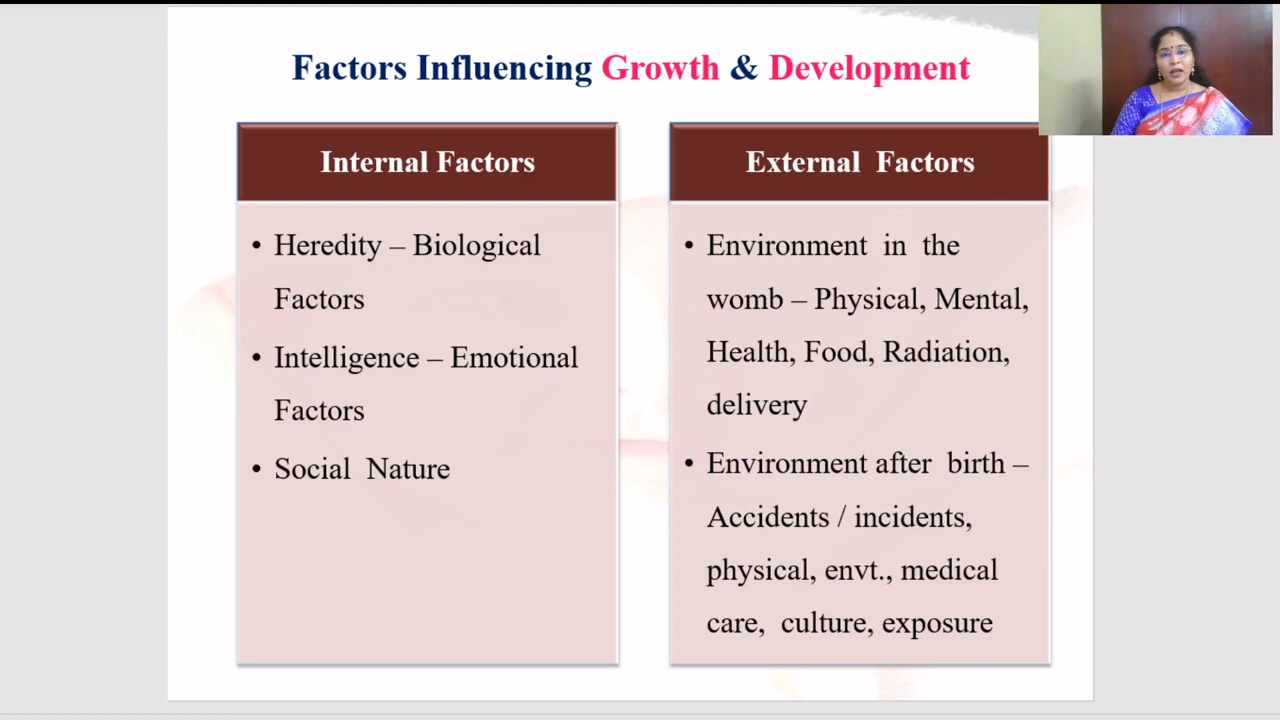 Factors Influencing Growth & Development
Internal Factors
• Heredity – Biological
Factors
• Intelligence – Emotional
Factors
• Social Nature
External Factors
• Environment in the
womb – Physical, Mental,
Health, Food, Radiation,
delivery
• Environment after birth –
Accidents / incidents,
physical, envt., medical
care, culture, exposure